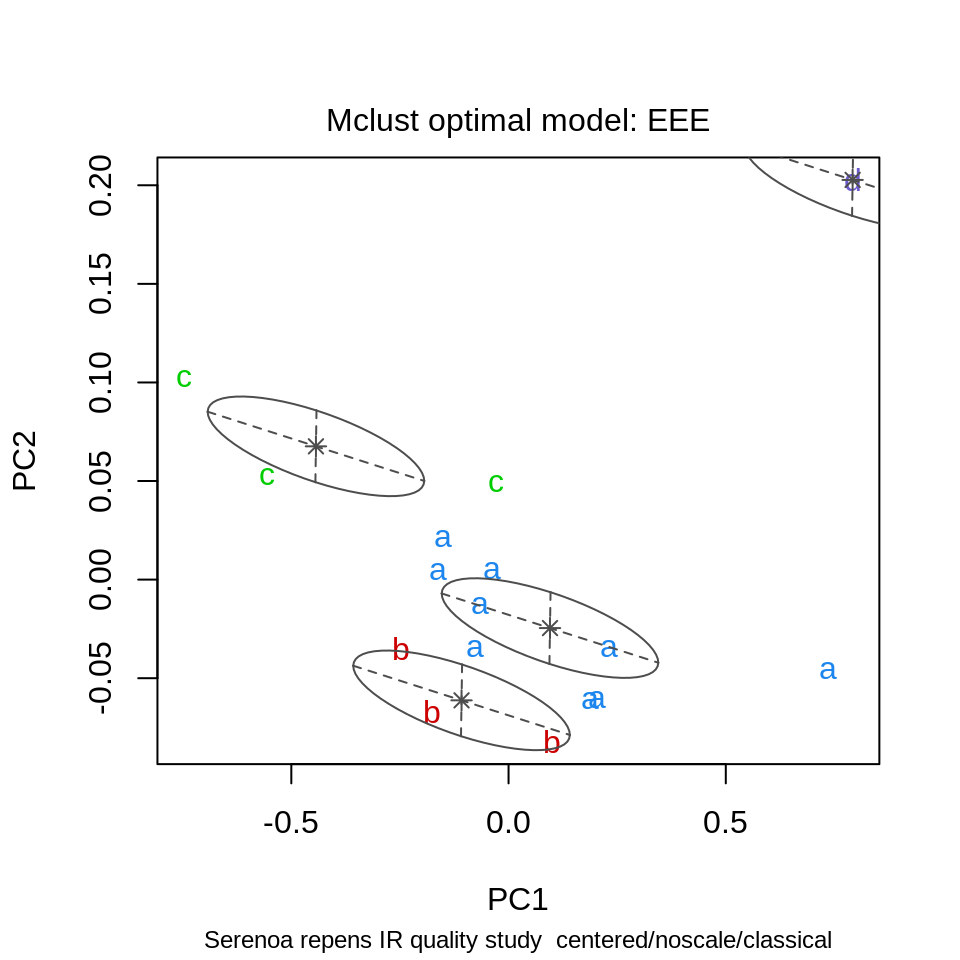 Mclust optimal model: EEE
PC2
0.20
0.15
0.10
0.05
0.00
-0.05
d
c
c
c
a
a
a
a
a
a
a
a
a
b
b
b
-0.5 0.0 0.5
PC1
Serenoa repens IR quality study centered/noscale/classical